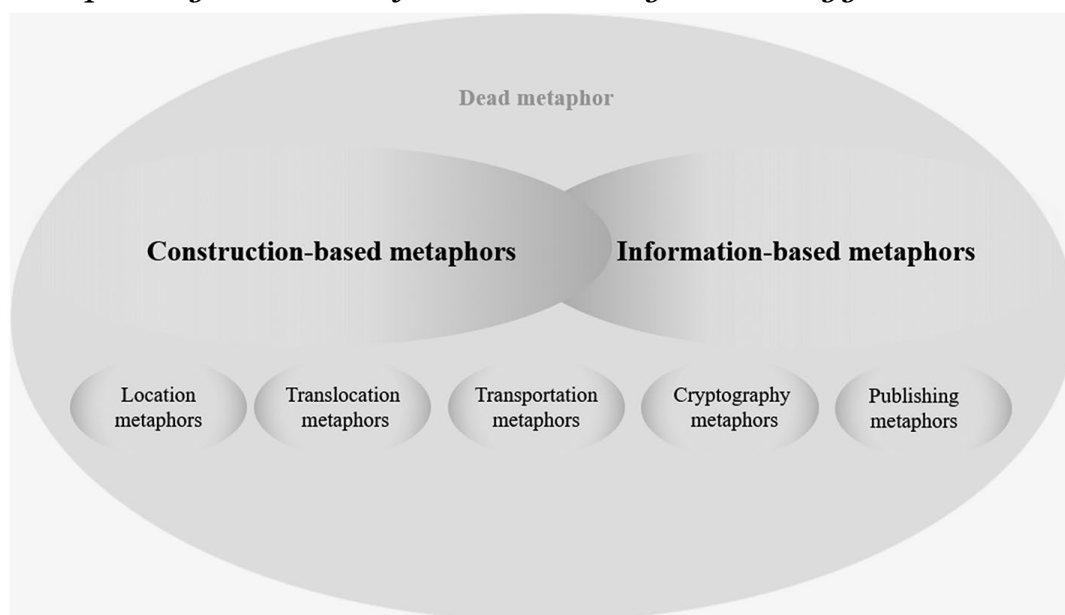 Dead metaphor
Construction-based metaphors Information-based metaphors
Location metaphors
Translocation metaphors
Transportation metaphors
Cryptography metaphors
Publishing metaphors